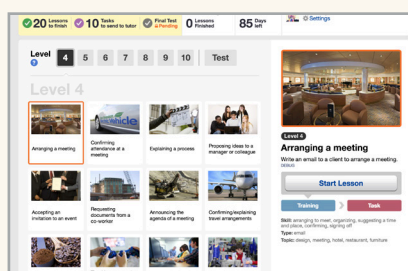 20 Lessons to finish
10 Tasks to send to tutor
Final Test
Pending
0 Lessons Finished
85 Days left
Settings
Level 4 5 6 7 8 9 10 Test
?
Level 4
Arranging a meeting
Confirming attendance at a meeting
Explaining a process
Proposing ideas to a manager or colleague
Accepting an invitation to an event
Requesting documents from a co-worker
Announcing the agenda of a meeting
Confirming/explaining travel arrangements
Level 4
Arranging a meeting
Write an email to a client to arrange a meeting.
Start Lesson
Training
Task
Skill: arranging to meet, organizing, suggesting a time
and place, confirming, signing off
Type: email
Topic: design, meeting, hotel, restaurant, furniture